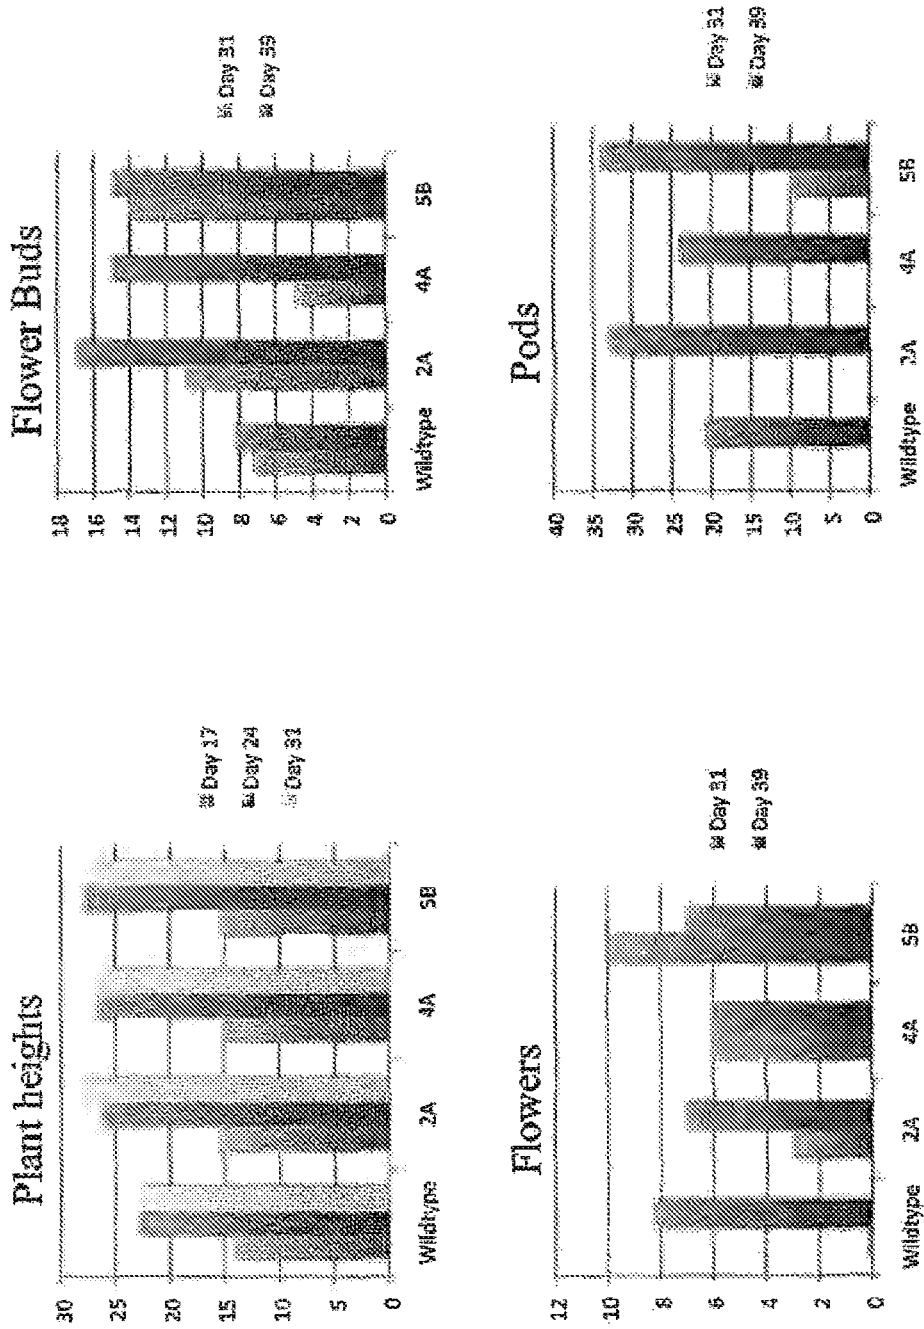 Plant heights
30
25
20
15
10
5
0
Wildtype 2A 4A 5B
Day 17
Day 24
Day 31
Flower Buds
18
16
14
12
10
8
6
4
2
0
Wildtype 2A 4A 5B
Day 31
Day 39
Flowers
12
10
8
6
4
2
0
Wildtype 2A 4A 5B
Day 31
Day 39
Pods
40
35
30
25
20
15
10
5
0
Wildtype 2A 4A 5B
Day 31
Day 39